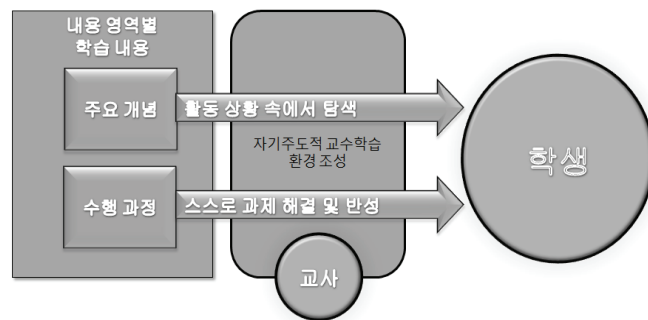 내용 영역별
학습 내용
주요 개념
활동 상황 속에서 탐색
자기주도적 교수학습
환경 조성
학생
수행 과정
스스로 과제 해결 및 반성
교사